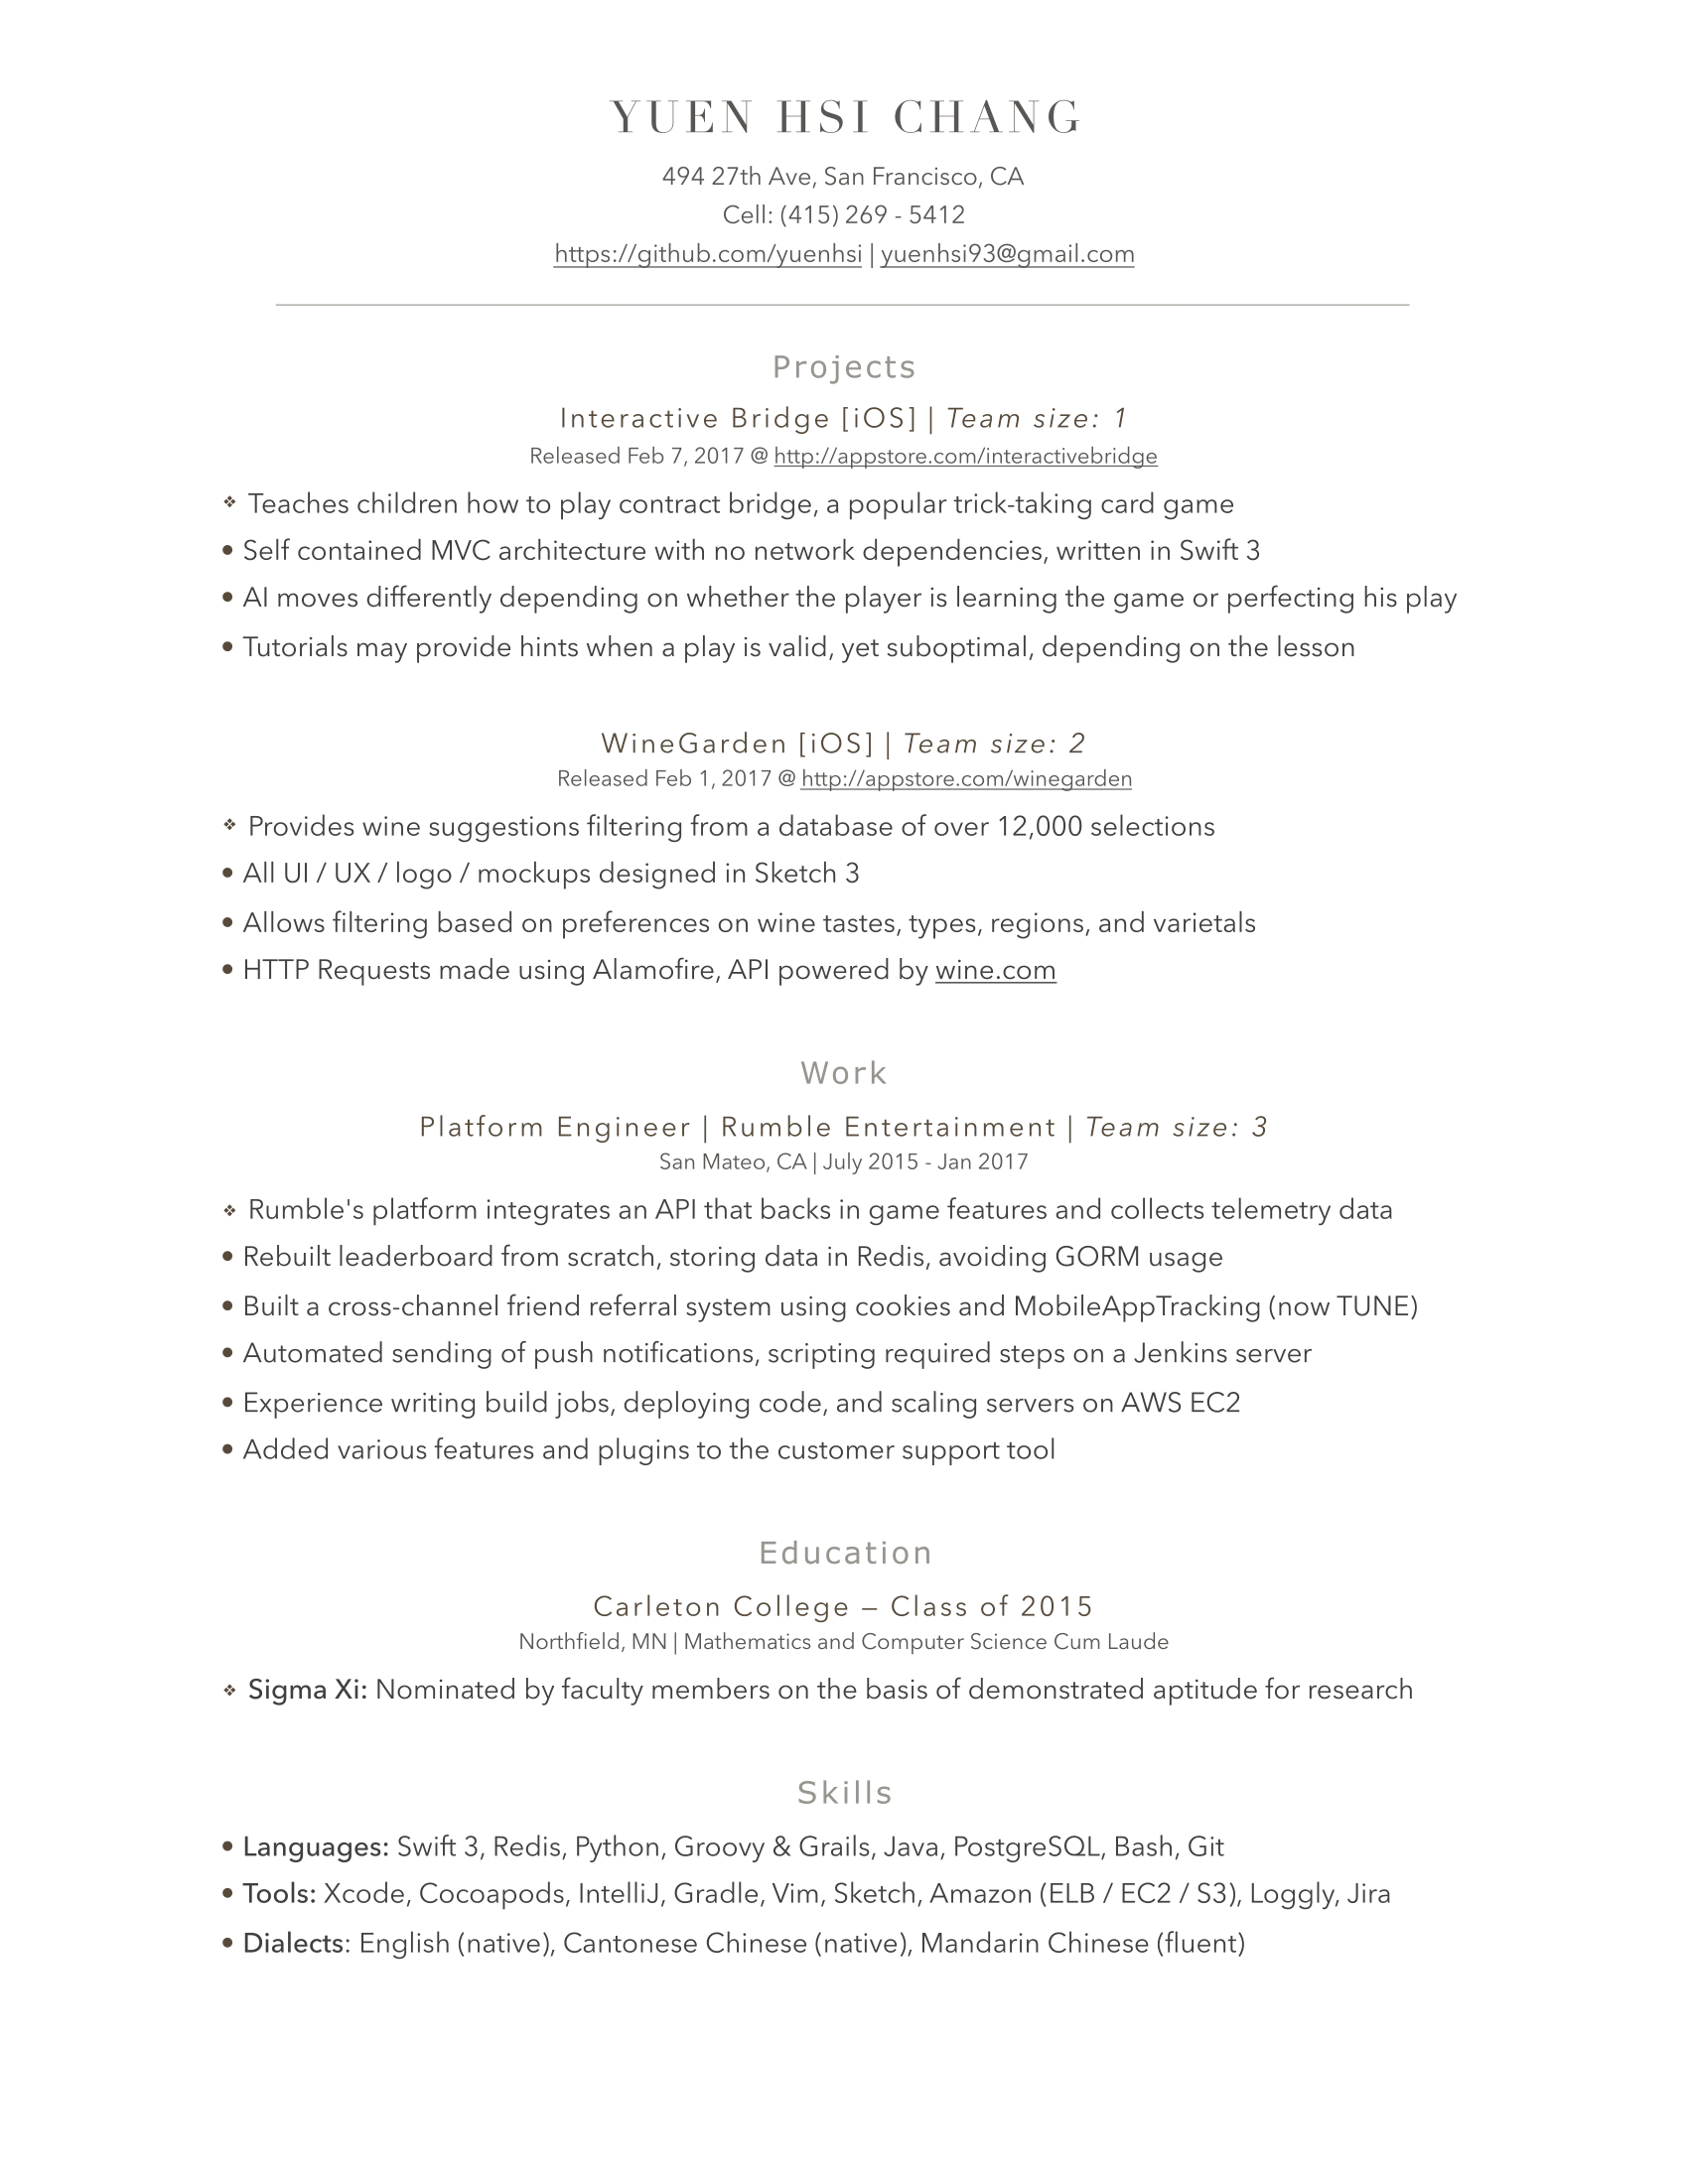 YUEN HSI CHANG
494 27th Ave, San Francisco, CA
Cell: (415) 269 - 5412
https://github.com/yuenhsi | yuenhsi93@gmail.com
Projects
Interactive Bridge [iOS] | Team size: 1
Released Feb 7, 2017 @ http://appstore.com/interactivebridge
❖ Teaches children how to play contract bridge, a popular trick-taking card game
• Self contained MVC architecture with no network dependencies, written in Swift 3
• AI moves differently depending on whether the player is learning the game or perfecting his play
• Tutorials may provide hints when a play is valid, yet suboptimal, depending on the lesson
WineGarden [iOS] | Team size: 2
Released Feb 1, 2017 @ http://appstore.com/winegarden
❖ Provides wine suggestions filtering from a database of over 12,000 selections
• All UI / UX / logo / mockups designed in Sketch 3
• Allows filtering based on preferences on wine tastes, types, regions, and varietals
• HTTP Requests made using Alamofire, API powered by wine.com
Work
Platform Engineer | Rumble Entertainment | Team size: 3
San Mateo, CA | July 2015 - Jan 2017
❖ Rumble's platform integrates an API that backs in game features and collects telemetry data
• Rebuilt leaderboard from scratch, storing data in Redis, avoiding GORM usage
• Built a cross-channel friend referral system using cookies and MobileAppTracking (now TUNE)
• Automated sending of push notifications, scripting required steps on a Jenkins server
• Experience writing build jobs, deploying code, and scaling servers on AWS EC2
• Added various features and plugins to the customer support tool
Education
Carleton College – Class of 2015
Northfield, MN | Mathematics and Computer Science Cum Laude
❖ Sigma Xi: Nominated by faculty members on the basis of demonstrated aptitude for research
Skills
• Languages: Swift 3, Redis, Python, Groovy & Grails, Java, PostgreSQL, Bash, Git
• Tools: Xcode, Cocoapods, IntelliJ, Gradle, Vim, Sketch, Amazon (ELB / EC2 / S3), Loggly, Jira
• Dialects: English (native), Cantonese Chinese (native), Mandarin Chinese (fluent)